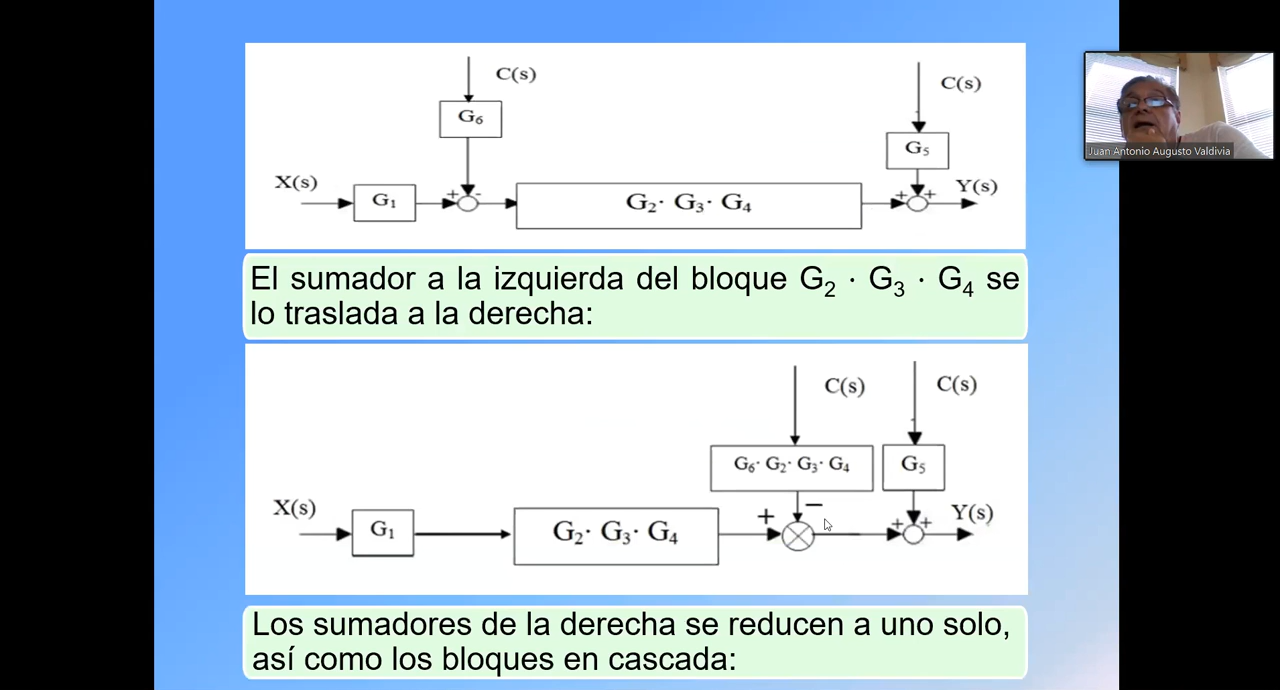 C(s)
C(s)
G₆
G₅
X(s)
G₁
+ -
G₂· G₃· G₄
+ +
Y(s)
El sumador a la izquierda del bloque G₂ · G₃ · G₄ se
lo traslada a la derecha:
C(s)
C(s)
G₆· G₂· G₃· G₄
G₅
X(s)
G₁
G₂· G₃· G₄
+ −
+ +
Y(s)
Los sumadores de la derecha se reducen a uno solo,
así como los bloques en cascada:
Juan Antonio Augusto Valdivia